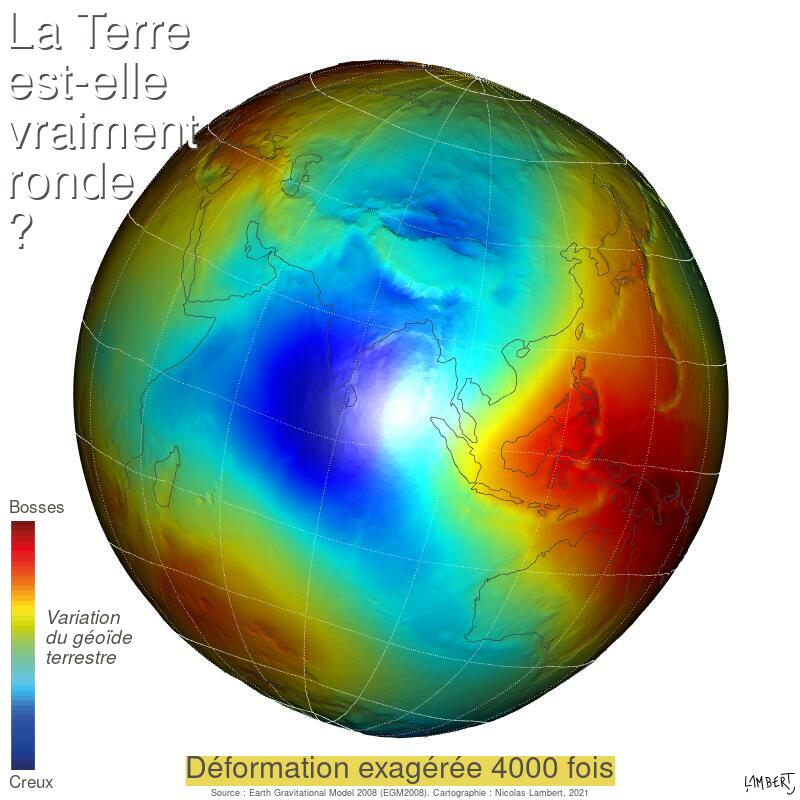 La Terre
est-elle
vraiment
ronde
?
Bosses
Variation
du géoïde
terrestre
Creux
Déformation exagérée 4000 fois
Source : Earth Gravitational Model 2008 (EGM2008). Cartographie : Nicolas Lambert, 2021
LAMBERT